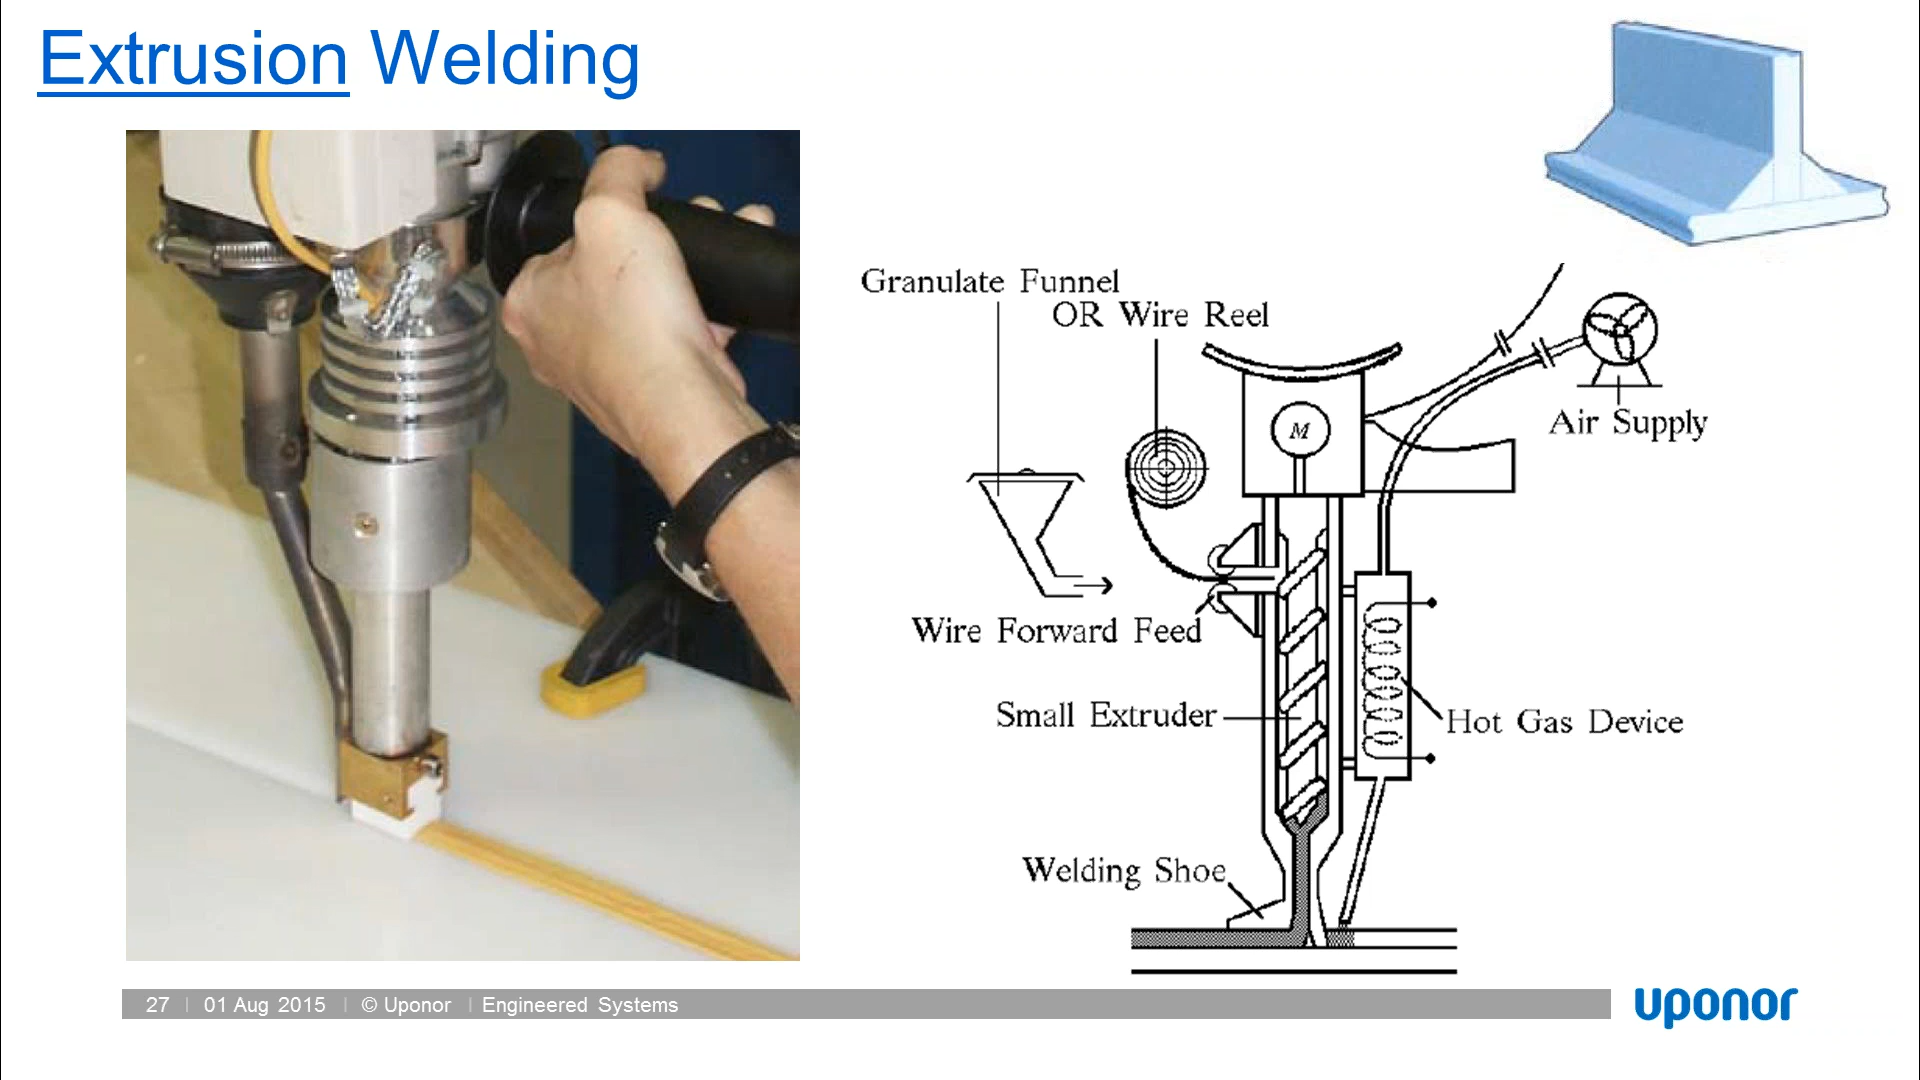 Extrusion Welding
Granulate Funnel
OR Wire Reel
M
Air Supply
Wire Forward Feed
Small Extruder
Hot Gas Device
Welding Shoe
27 | 01 Aug 2015 | © Uponor | Engineered Systems
uponor